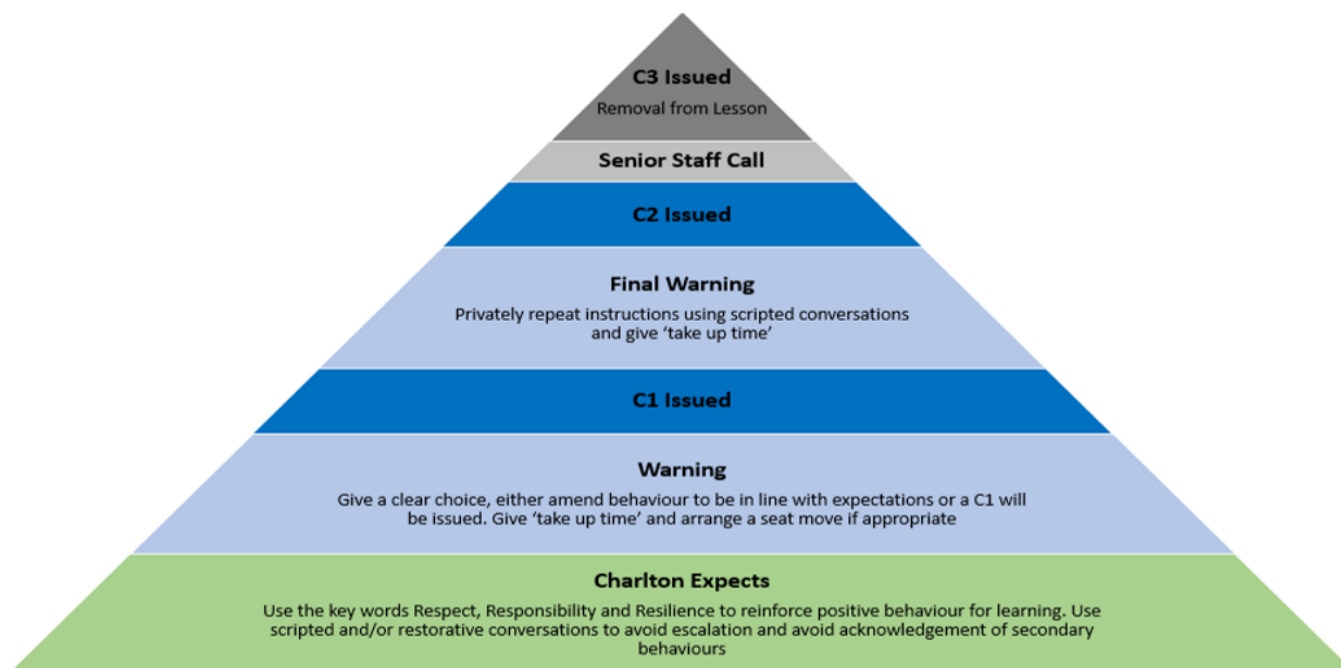 C3 Issued
Removal from Lesson
Senior Staff Call
C2 Issued
Final Warning
Privately repeat instructions using scripted conversations
and give ‘take up time’
C1 Issued
Warning
Give a clear choice, either amend behaviour to be in line with expectations or a C1 will
be issued. Give ‘take up time’ and arrange a seat move if appropriate
Charlton Expects
Use the key words Respect, Responsibility and Resilience to reinforce positive behaviour for learning. Use
scripted and/or restorative conversations to avoid escalation and avoid acknowledgement of secondary
behaviours